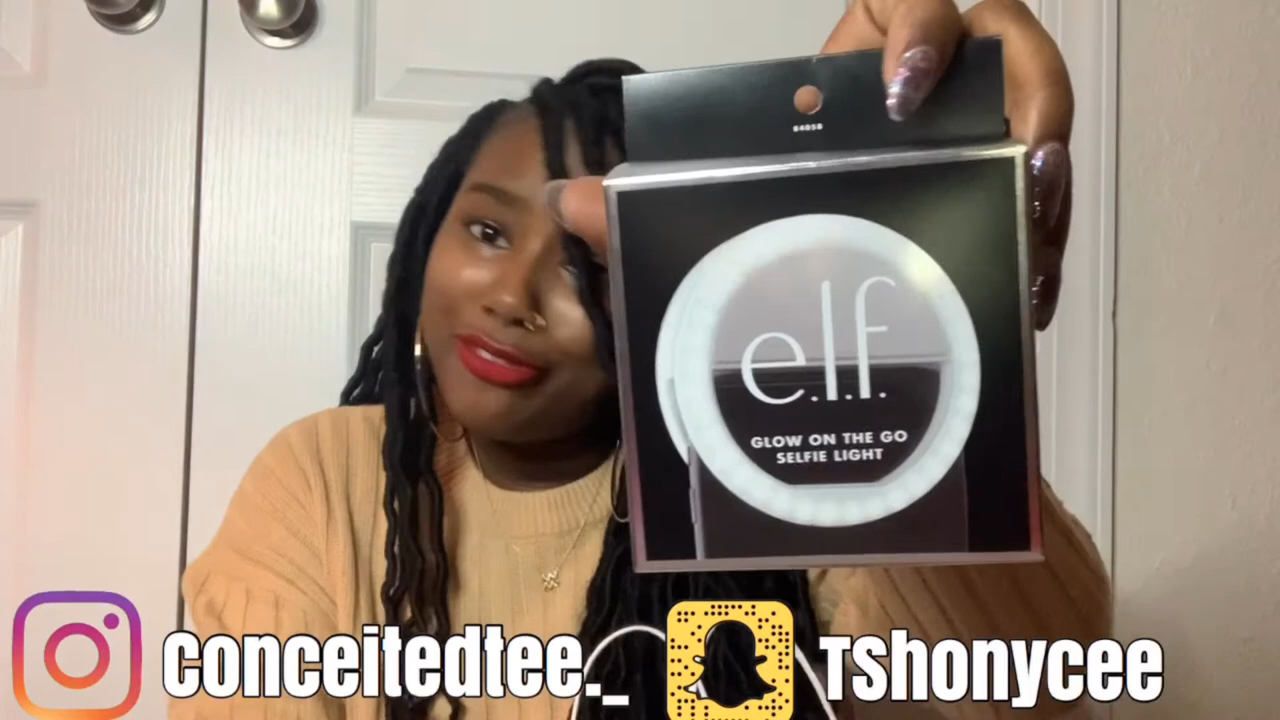 84058
e.l.f.
GLOW ON THE GO
SELFIE LIGHT
conceitedtee._
Tshonycee